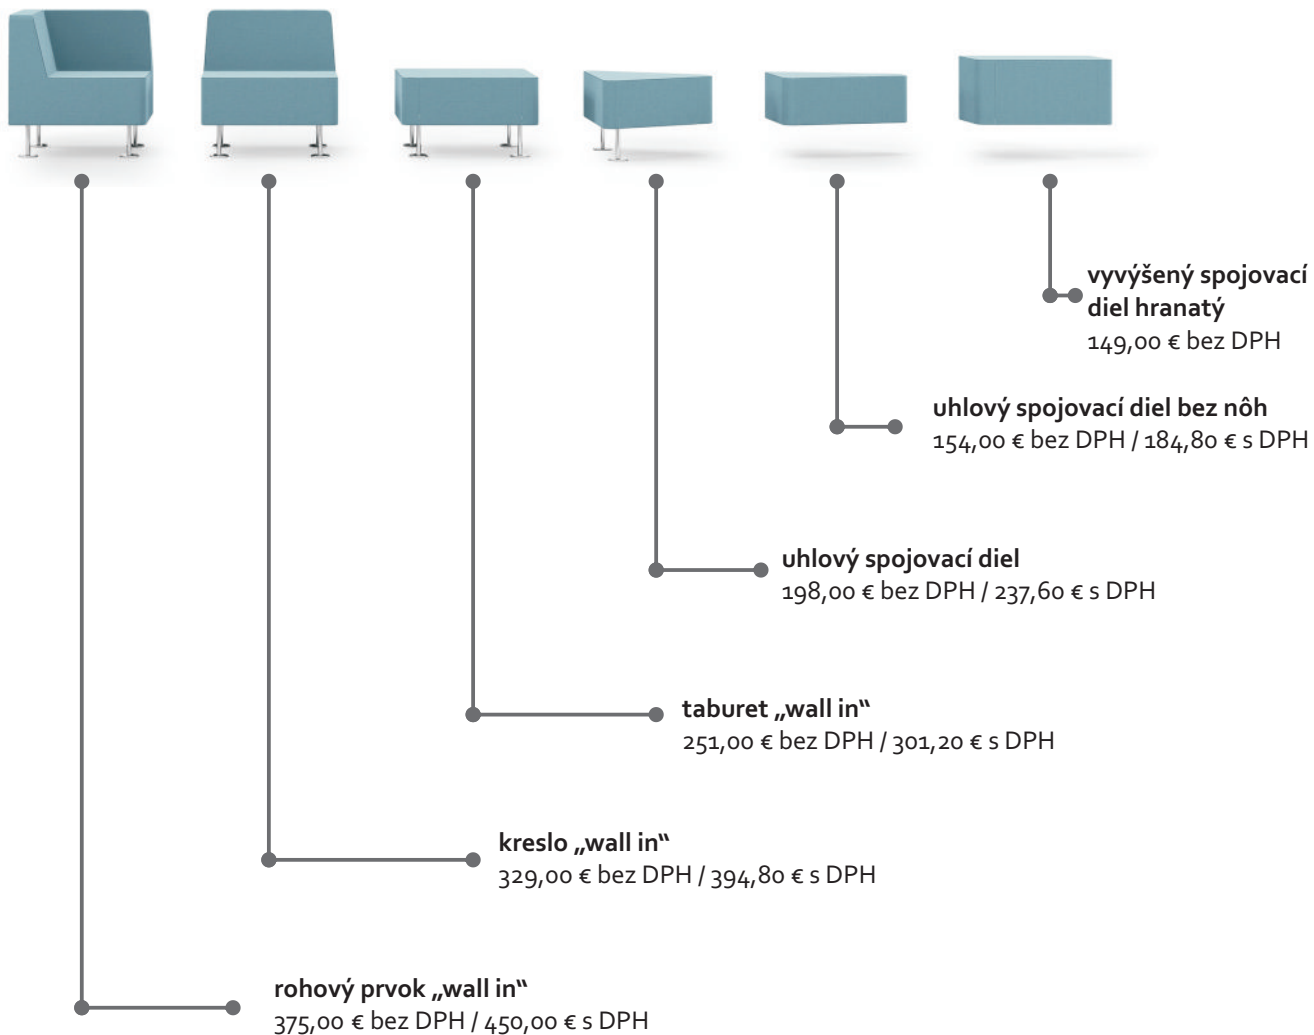 vyvýšený spojovací
diel hranatý
149,00 € bez DPH
uhlový spojovací diel bez nôh
154,00 € bez DPH / 184,80 € s DPH
uhlový spojovací diel
198,00 € bez DPH / 237,60 € s DPH
taburet „wall in“
251,00 € bez DPH / 301,20 € s DPH
kreslo „wall in“
329,00 € bez DPH / 394,80 € s DPH
rohový prvok „wall in“
375,00 € bez DPH / 450,00 € s DPH